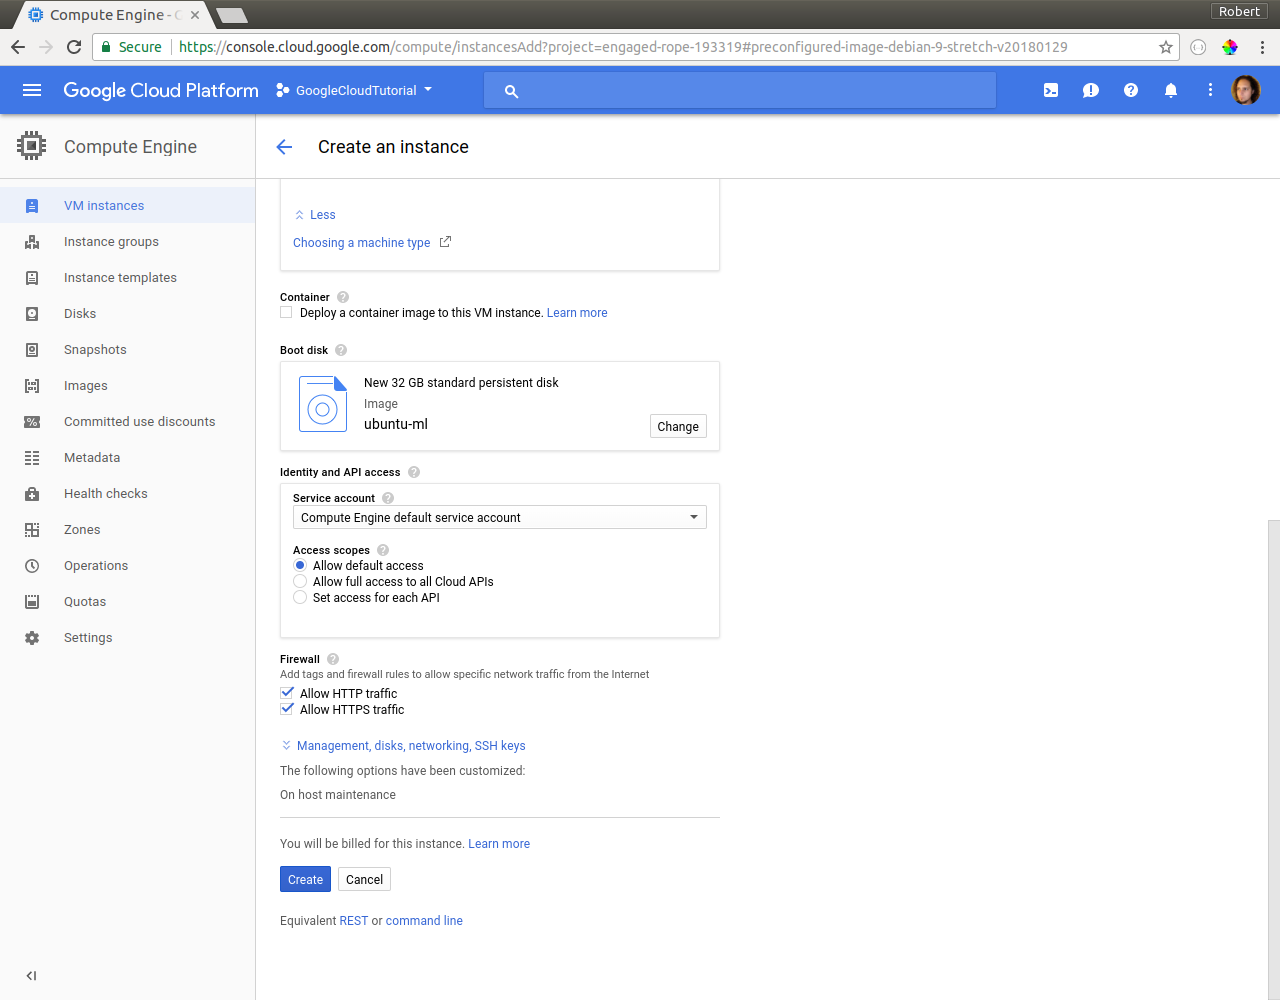 Compute Engine - C
Robert
Secure
https://console.cloud.google.com/compute/instancesAdd?project=engaged-rope-193319#preconfigured-image-debian-9-stretch-v20180129
Google Cloud Platform
GoogleCloudTutorial
Compute Engine
Create an instance
VM instances
Instance groups
Instance templates
Disks
Snapshots
Images
Committed use discounts
Metadata
Health checks
Zones
Operations
Quotas
Settings
Less
Choosing a machine type
Container
Deploy a container image to this VM instance. Learn more
Boot disk
New 32 GB standard persistent disk
Image
ubuntu-ml
Change
Identity and API access
Service account
Compute Engine default service account
Access scopes
Allow default access
Allow full access to all Cloud APIs
Set access for each API
Firewall
Add tags and firewall rules to allow specific network traffic from the Internet
Allow HTTP traffic
Allow HTTPS traffic
Management, disks, networking, SSH keys
The following options have been customized:
On host maintenance
You will be billed for this instance. Learn more
Create
Cancel
Equivalent REST or command line